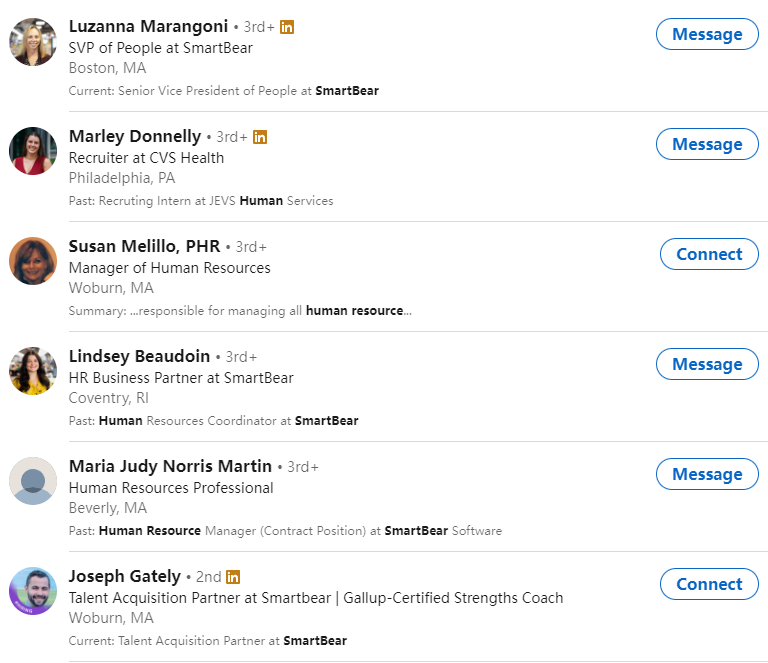 Luzanna Marangoni • 3rd+ in
Message
SVP of People at SmartBear
Boston, MA
Current: Senior Vice President of People at SmartBear
Marley Donnelly • 3rd+ in
Message
Recruiter at CVS Health
Philadelphia, PA
Past: Recruting Intern at JEVS Human Services
Susan Melillo, PHR • 3rd+
Connect
Manager of Human Resources
Woburn, MA
Summary: ...responsible for managing all human resource...
Lindsey Beaudoin • 3rd+
Message
HR Business Partner at SmartBear
Coventry, RI
Past: Human Resources Coordinator at SmartBear
Maria Judy Norris Martin • 3rd+
Message
Human Resources Professional
Beverly, MA
Past: Human Resource Manager (Contract Position) at SmartBear Software
Joseph Gately • 2nd in
Connect
Talent Acquisition Partner at Smartbear | Gallup-Certified Strengths Coach
Woburn, MA
Current: Talent Acquisition Partner at SmartBear